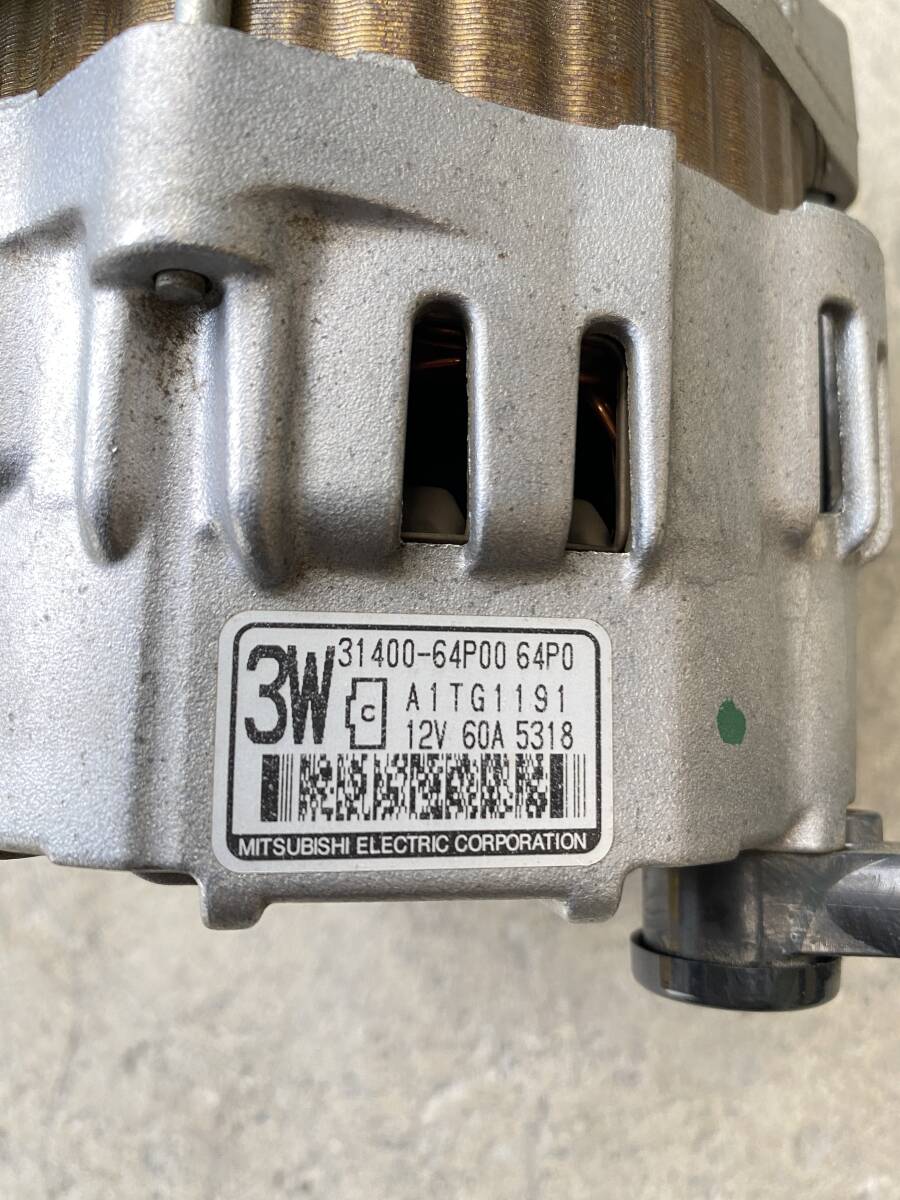 3W 31400-64P00 64P0
C A1TG1191
12V 60A 5318
MITSUBISHI ELECTRIC CORPORATION